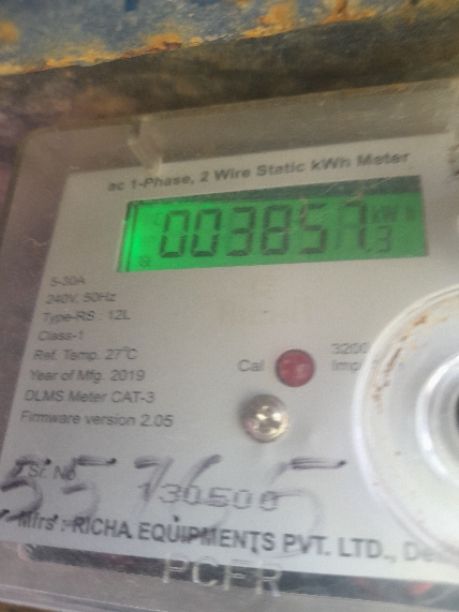 ac 1-Phase, 2 Wire Static kWh Meter
003857.3 kWh
5-30A
240V, 50Hz
Type-RS : 12L
Class-1
Ref. Temp. 27°C
Year of Mfg. 2019
DLMS Meter CAT-3
Firmware version 2.05
Cal
3200
Sr. No
130500
Mfrs : RICHA EQUIPMENTS PVT. LTD.,